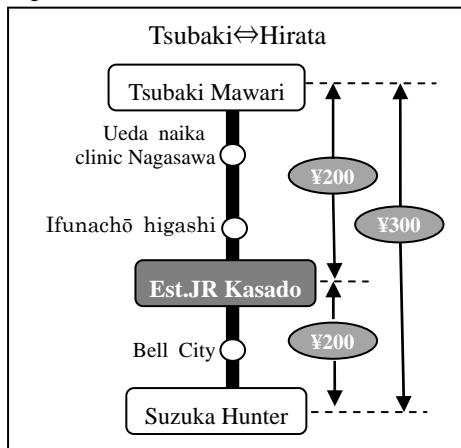 Tsubaki⇔Hirata
Tsubaki Mawari
Ueda naika
clinic Nagasawa
¥200
¥300
Ifunachō higashi
Est.JR Kasado
Bell City
¥200
Suzuka Hunter